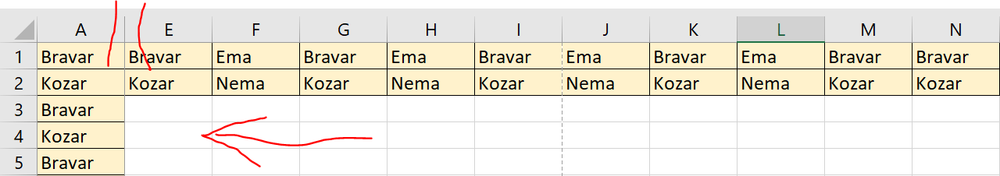 A E F G H I J K L M N
1 Bravar Bravar Ema Bravar Ema Bravar Ema Bravar Ema Bravar Bravar
2 Kozar Kozar Nema Kozar Nema Kozar Nema Kozar Nema Kozar Kozar
3 Bravar
4 Kozar
5 Bravar